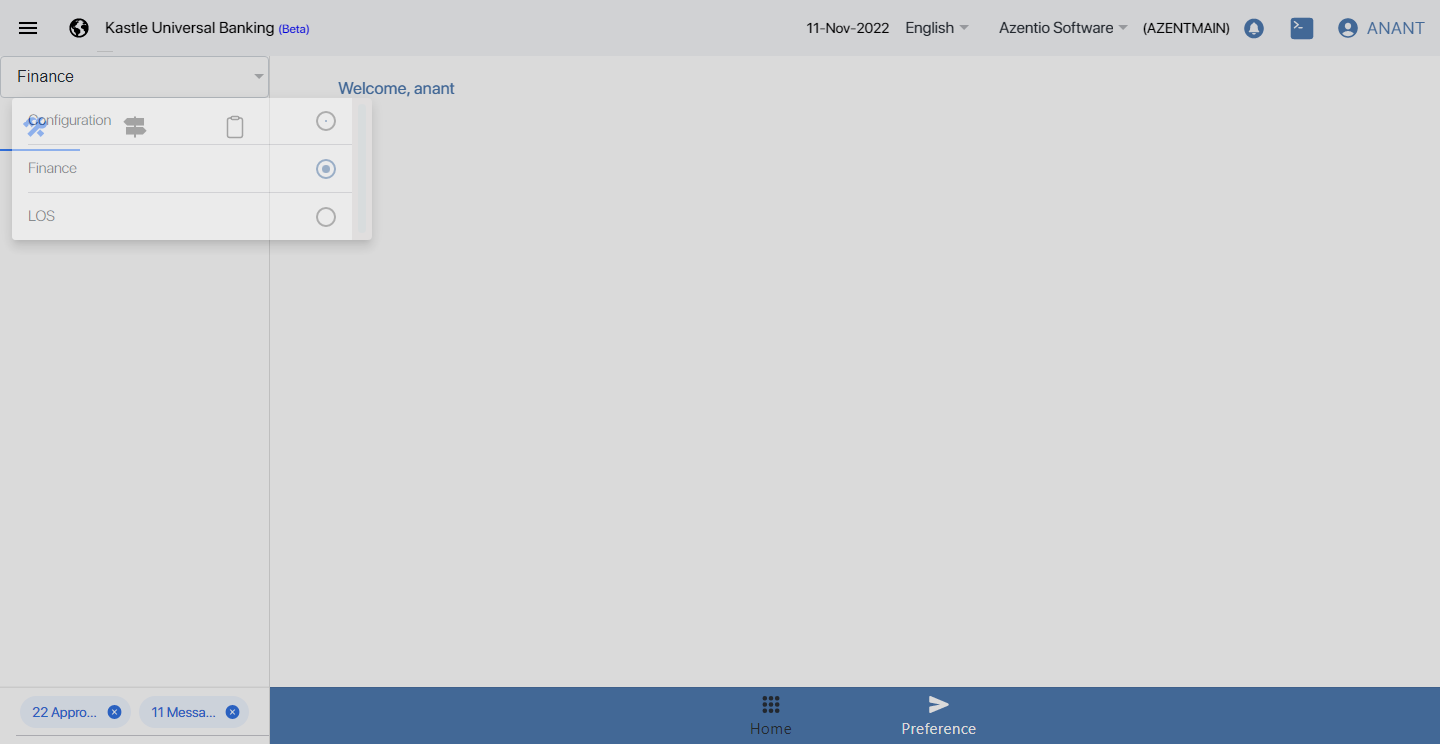 Kastle Universal Banking (Beta) 11-Nov-2022 English Azentio Software (AZENTMAIN) ANANT
Finance
Welcome, anant
Configuration
Finance
LOS
22 Appro... 11 Messa...
Home Preference